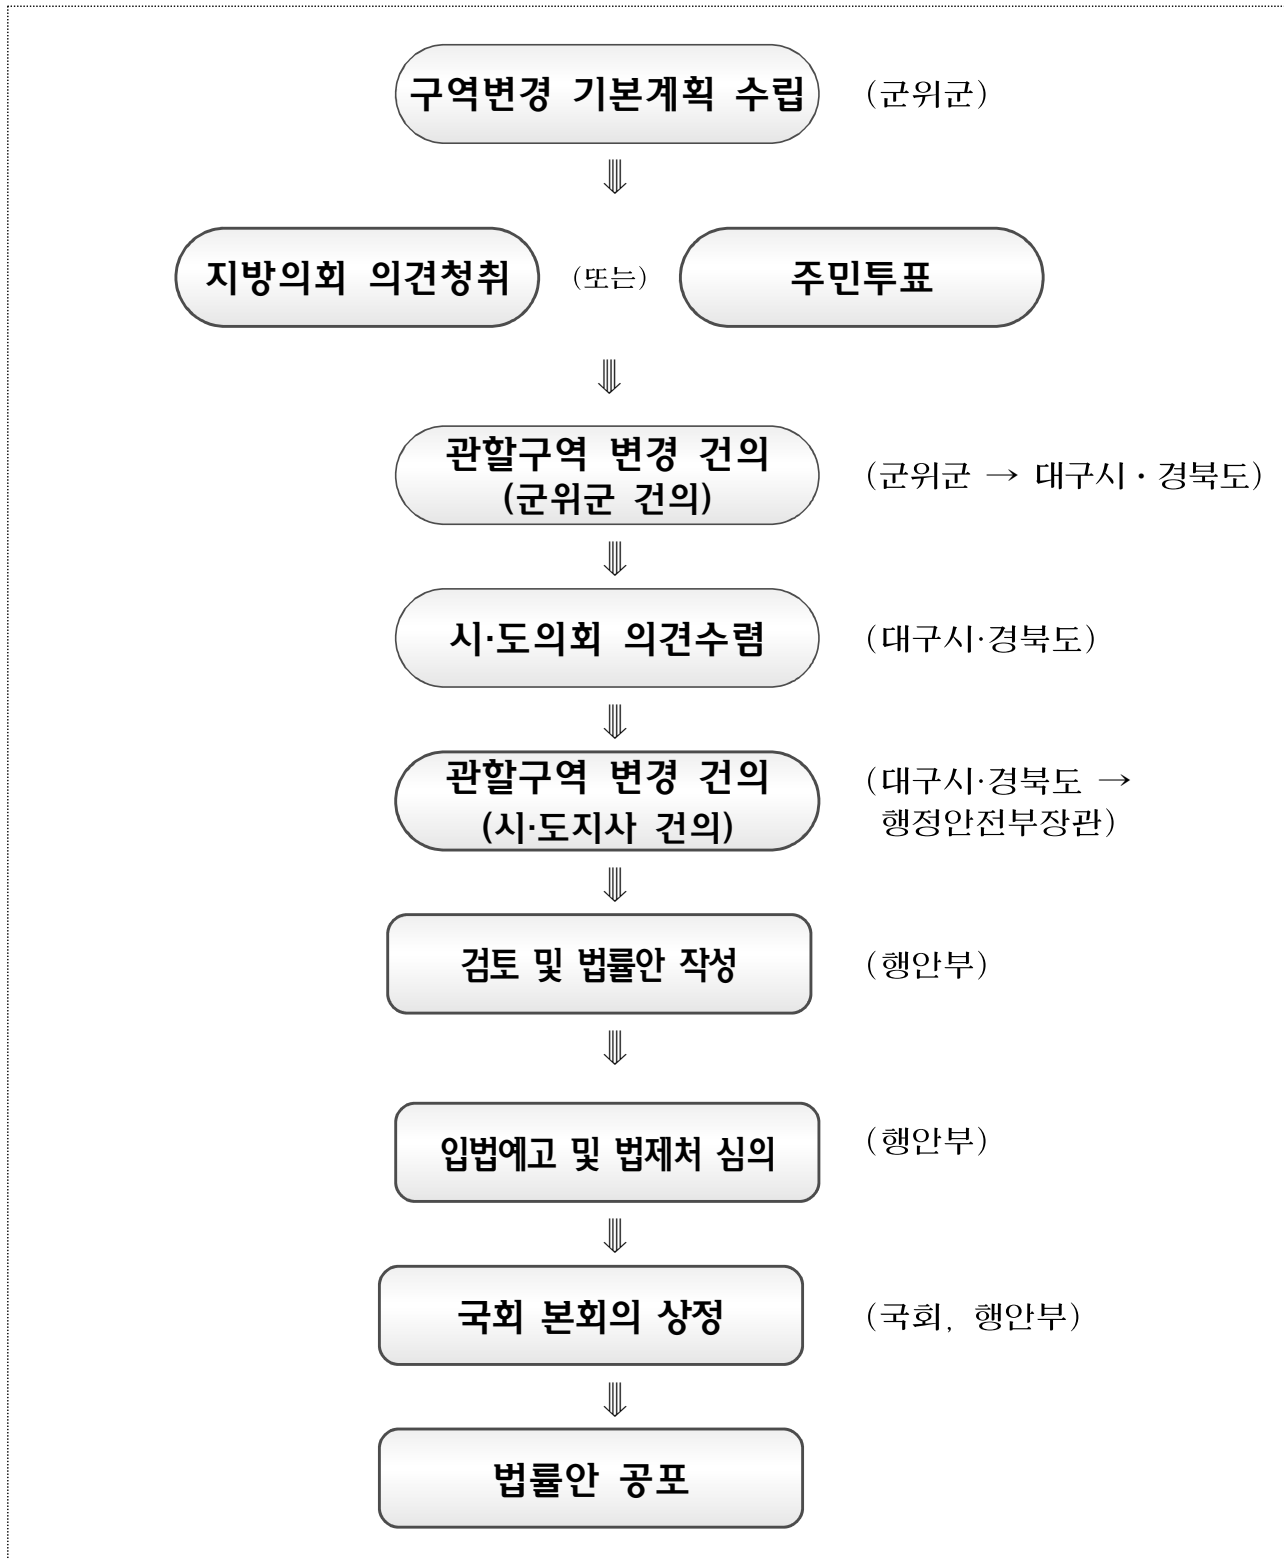 구역변경 기본계획 수립 (군위군)
⇓
지방의회 의견청취 (또는) 주민투표
⇓
관할구역 변경 건의
(군위군 건의)
(군위군 → 대구시·경북도)
⇓
시·도의회 의견수렴 (대구시·경북도)
⇓
관할구역 변경 건의
(시·도지사 건의)
(대구시·경북도 →
행정안전부장관)
⇓
검토 및 법률안 작성 (행안부)
⇓
입법예고 및 법제처 심의 (행안부)
⇓
국회 본회의 상정 (국회, 행안부)
⇓
법률안 공포